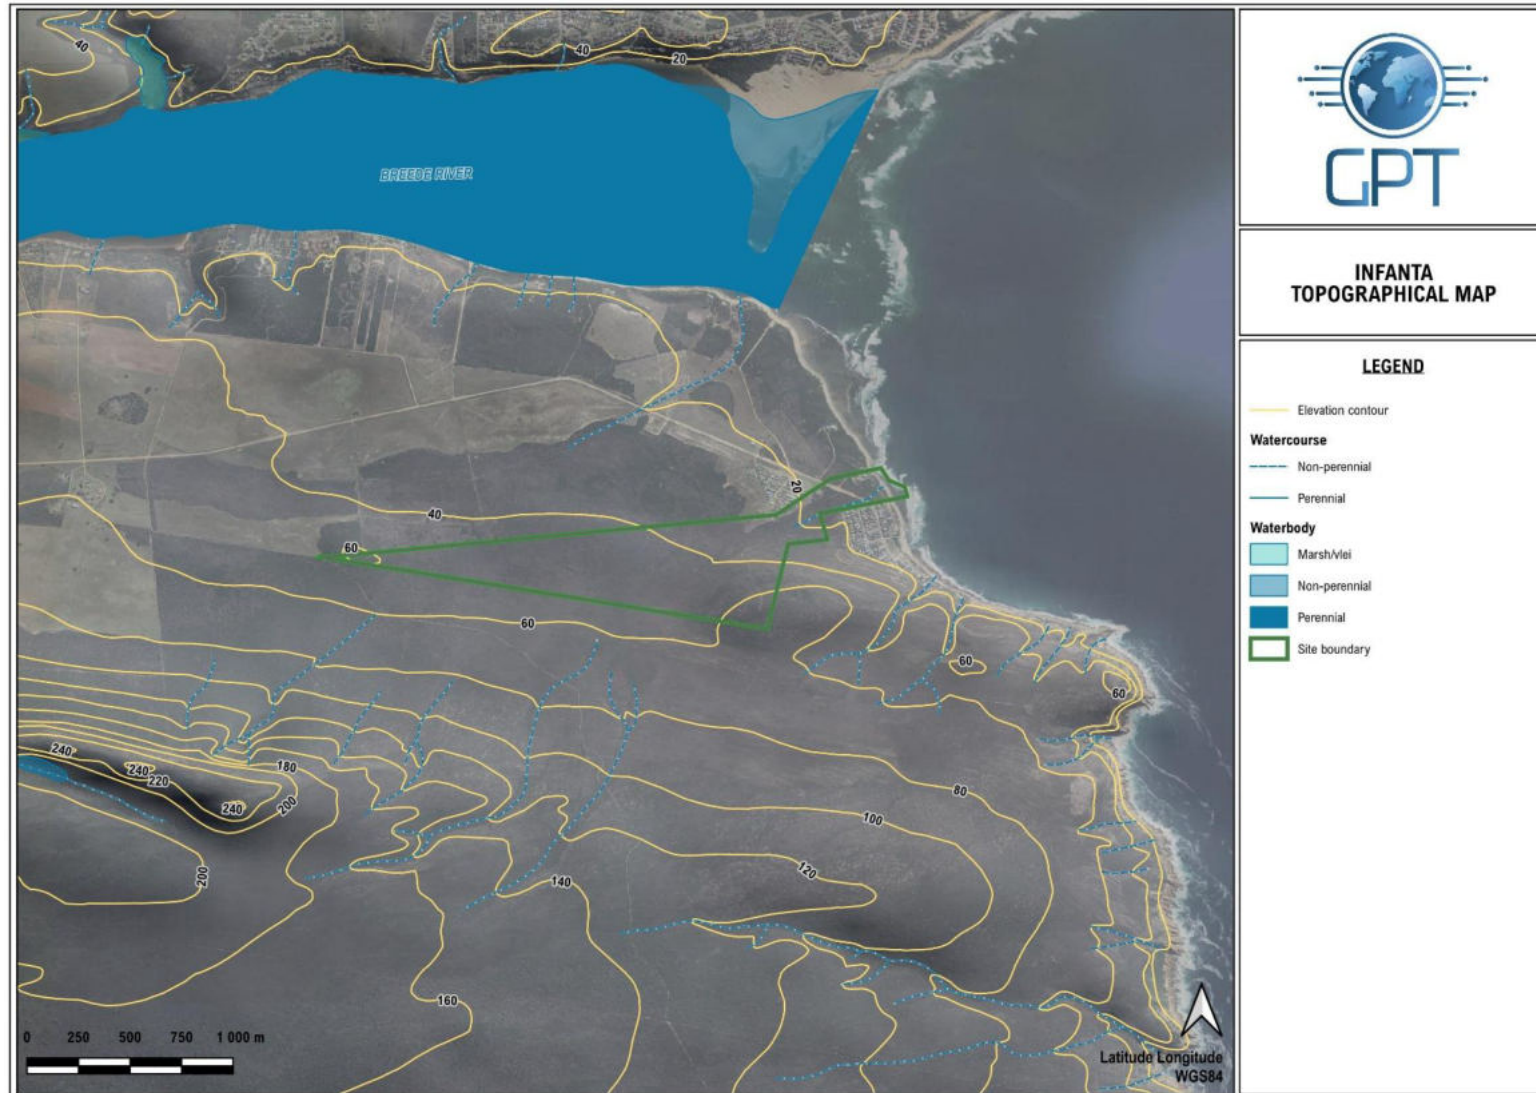 40
40
20
BREEDE RIVER
20
40
60
60
60
60
240
240
220
240
180
200
200
80
100
120
140
160
0 250 500 750 1 000 m
Latitude Longitude
WGS84
GPT
INFANTA
TOPOGRAPHICAL MAP
LEGEND
Elevation contour
Watercourse
Non-perennial
Perennial
Waterbody
Marsh/vlei
Non-perennial
Perennial
Site boundary